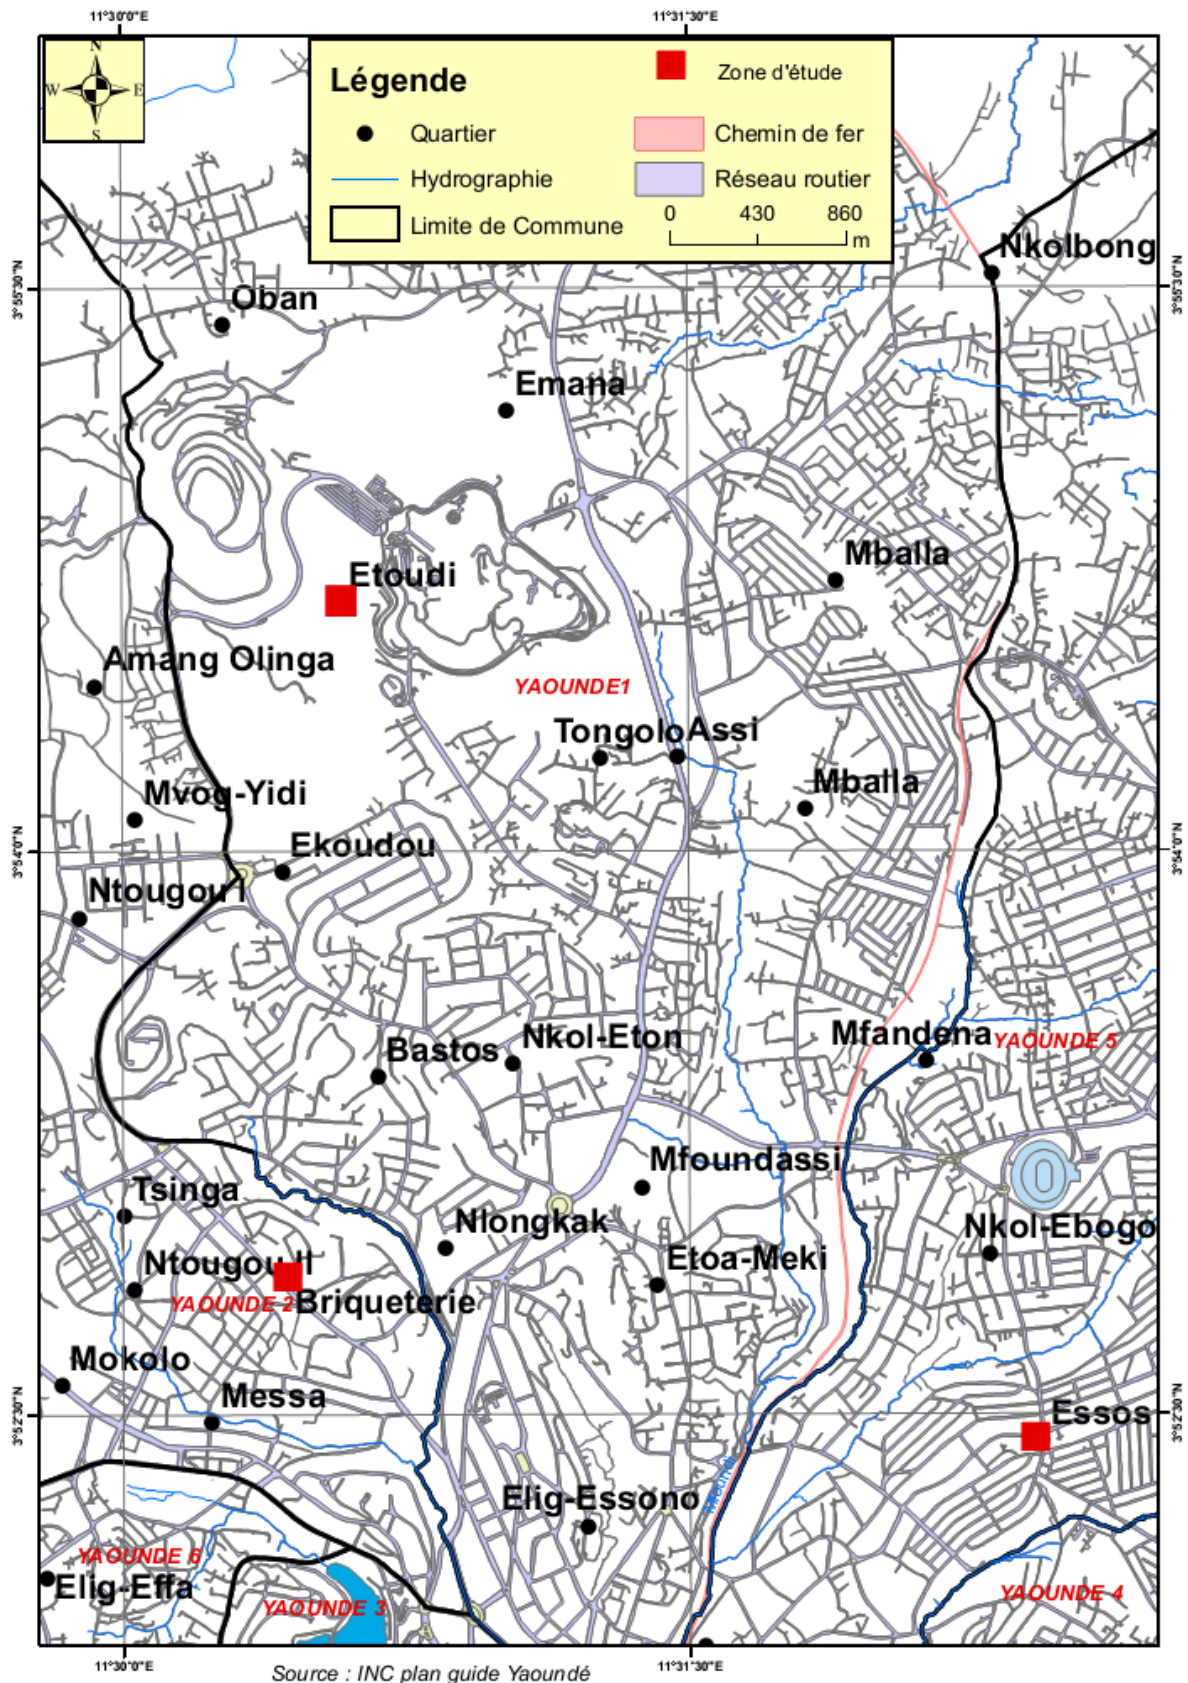 11°30'0"E
11°31'30"E
N
W
E
S
Légende
Zone d'étude
Quartier
Chemin de fer
Hydrographie
Réseau routier
Limite de Commune
0 430 860
m
3°55'30"N
3°55'30"N
Nkolbong
Oban
Emana
Mballa
Etoudi
Amang Olinga
YAOUNDE1
Tongolo
Assi
Mvog-Yidi
Mballa
Ekoudou
3°54'0"N
3°54'0"N
Ntougou I
Mfandena
YAOUNDE 5
Nkol-Eton
Bastos
Mfoundassi
Tsinga
Nlongkak
Nkol-Ebogo
Ntougou II
Etoa-Meki
YAOUNDE 2
Briqueterie
Mokolo
Messa
Essos
3°52'30"N
3°52'30"N
Mfoundi
Elig-Essono
YAOUNDE 6
Elig-Effa
YAOUNDE 3
YAOUNDE 4
11°30'0"E
11°31'30"E
Source : INC plan guide Yaoundé